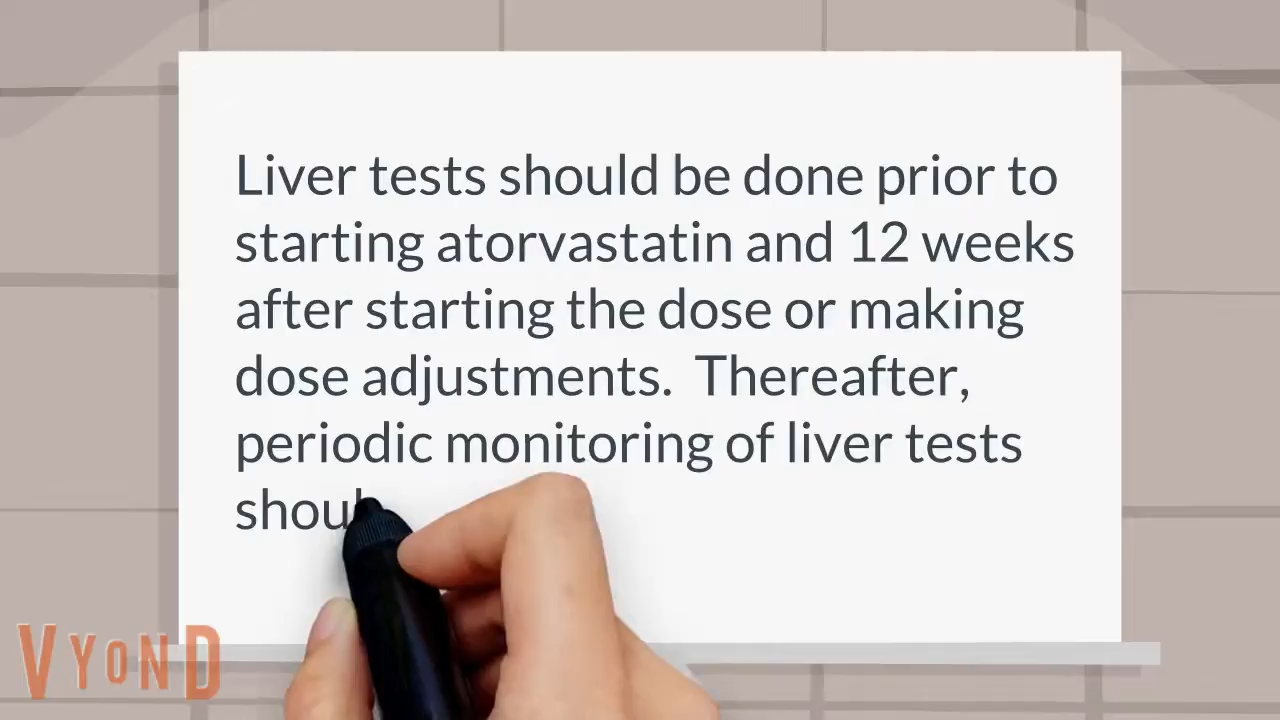 Liver tests should be done prior to
starting atorvastatin and 12 weeks
after starting the dose or making
dose adjustments. Thereafter,
periodic monitoring of liver tests
shoul
VYOND